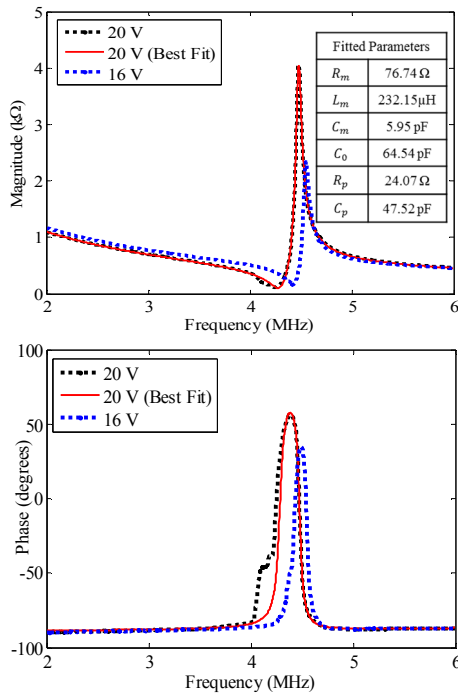 20 V
20 V (Best Fit)
16 V
Fitted Parameters
R_m 76.74 Ω
L_m 232.15μH
C_m 5.95 pF
C_0 64.54 pF
R_p 24.07 Ω
C_p 47.52 pF
Magnitude (kΩ)
5
4
3
2
1
0
2 3 4 5 6
Frequency (MHz)
20 V
20 V (Best Fit)
16 V
Phase (degrees)
100
50
0
-50
-100
2 3 4 5 6
Frequency (MHz)